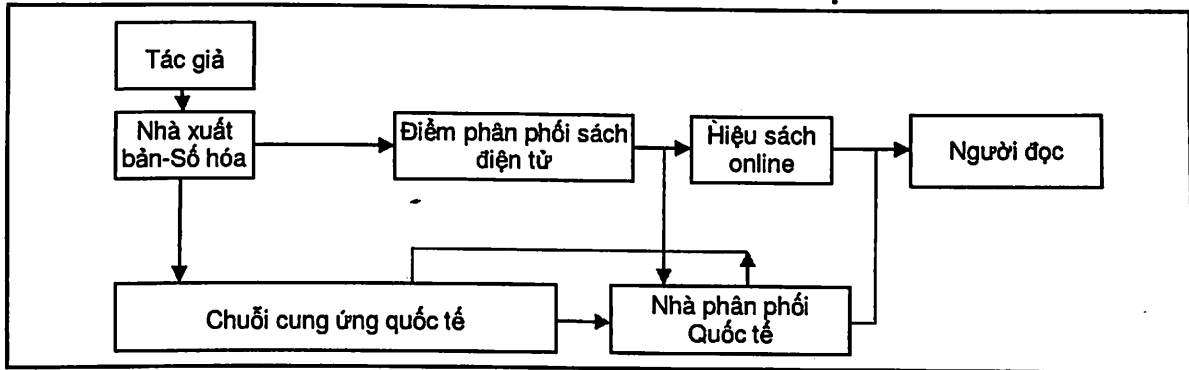 Tác giả
Nhà xuất
bản-Số hóa
Điểm phân phối sách
điện tử
Hiệu sách
online
Người đọc
Chuỗi cung ứng quốc tế
Nhà phân phối
Quốc tế